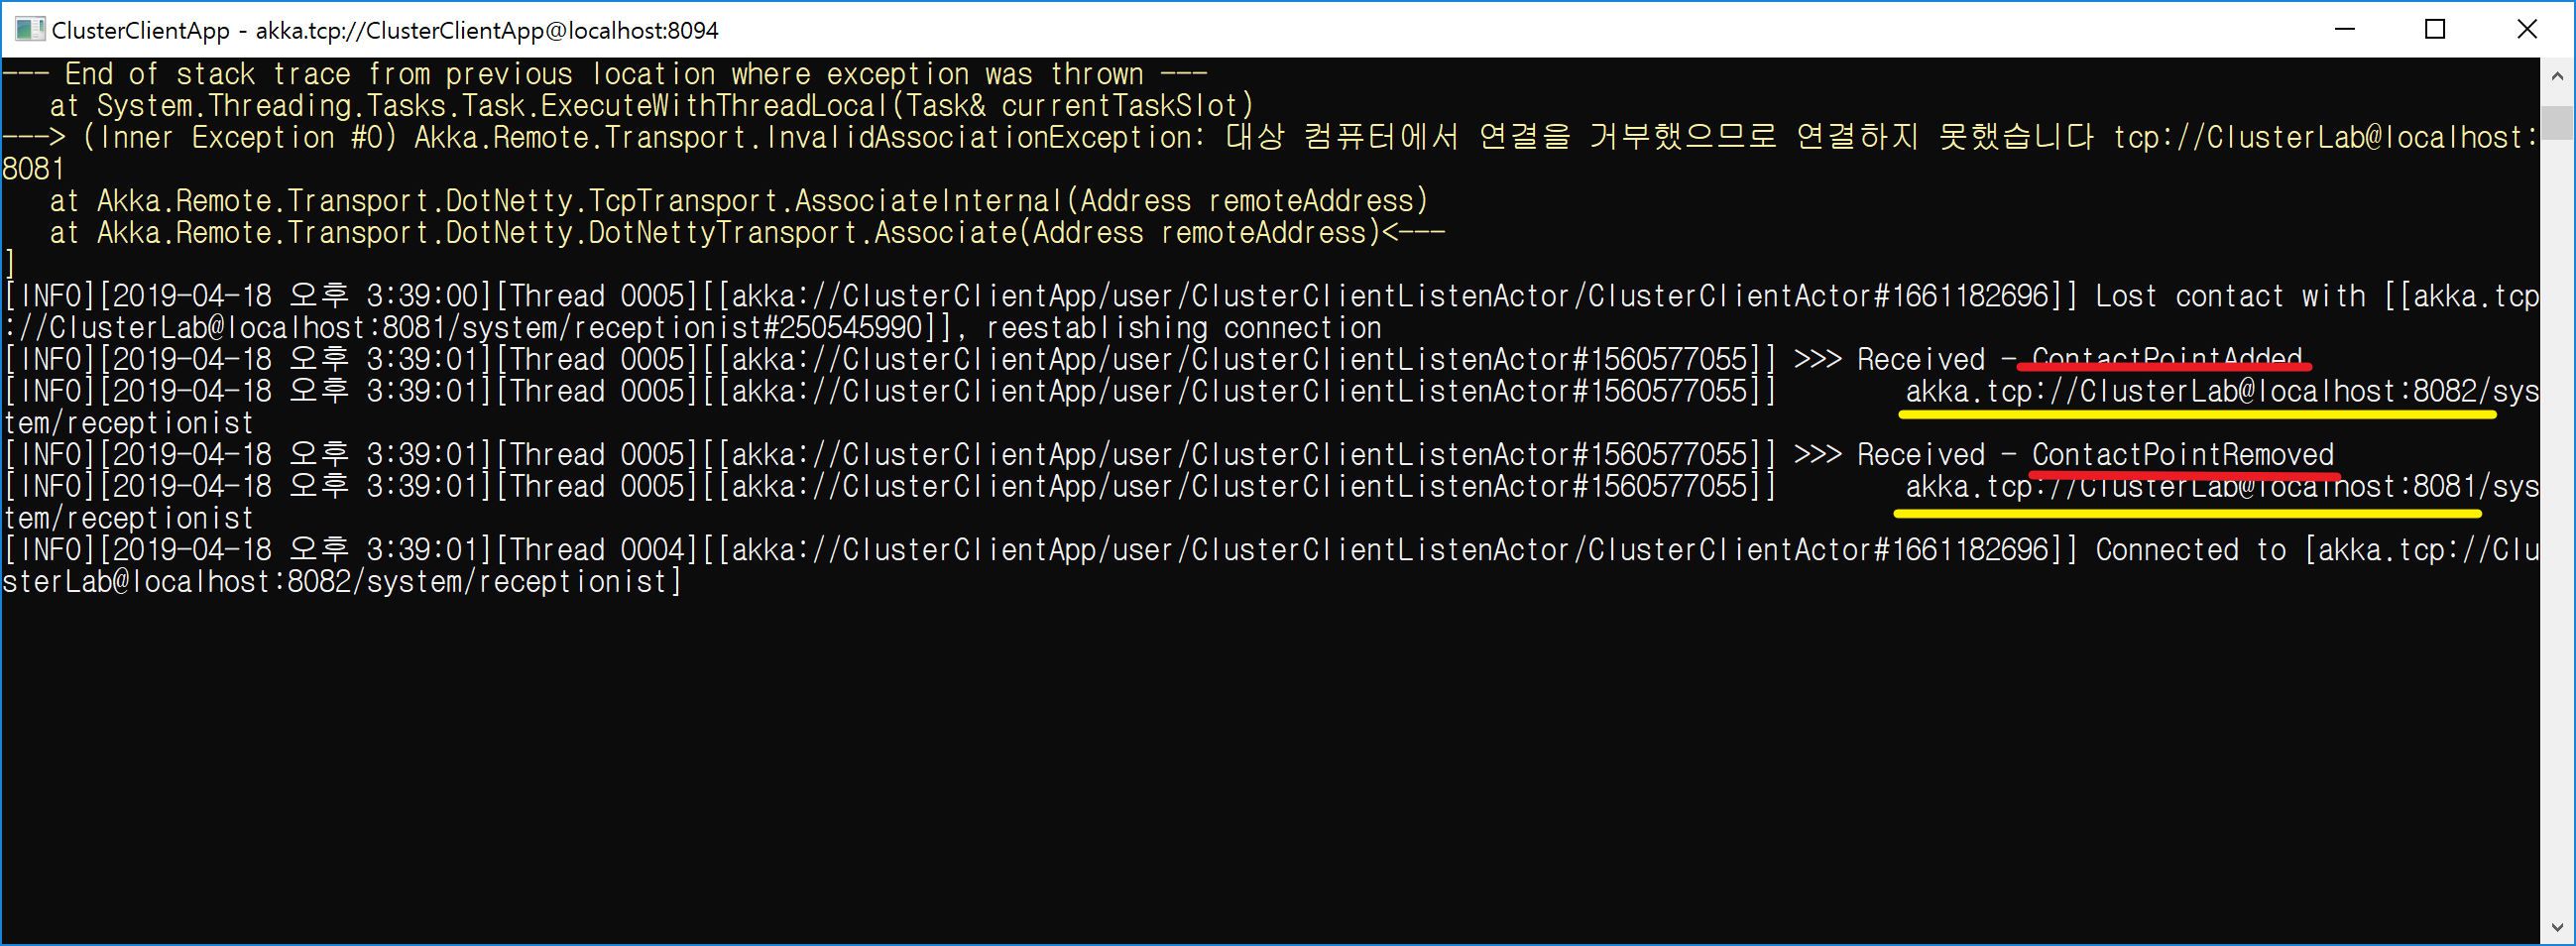 ClusterClientApp - akka.tcp://ClusterClientApp@localhost:8094
--- End of stack trace from previous location where exception was thrown ---
   at System.Threading.Tasks.Task.ExecuteWithThreadLocal(Task& currentTaskSlot)
---> (Inner Exception #0) Akka.Remote.Transport.InvalidAssociationException: 대상 컴퓨터에서 연결을 거부했으므로 연결하지 못했습니다 tcp://ClusterLab@localhost:
8081
   at Akka.Remote.Transport.DotNetty.TcpTransport.AssociateInternal(Address remoteAddress)
   at Akka.Remote.Transport.DotNetty.DotNettyTransport.Associate(Address remoteAddress)<---
]
[INFO][2019-04-18 오후 3:39:00][Thread 0005][[akka://ClusterClientApp/user/ClusterClientListenActor/ClusterClientActor#1661182696]] Lost contact with [[akka.tcp
://ClusterLab@localhost:8081/system/receptionist#250545990]], reestablishing connection
[INFO][2019-04-18 오후 3:39:01][Thread 0005][[akka://ClusterClientApp/user/ClusterClientListenActor#1560577055]] >>> Received - ContactPointAdded
[INFO][2019-04-18 오후 3:39:01][Thread 0005][[akka://ClusterClientApp/user/ClusterClientListenActor#1560577055]]        akka.tcp://ClusterLab@localhost:8082/sys
tem/receptionist
[INFO][2019-04-18 오후 3:39:01][Thread 0005][[akka://ClusterClientApp/user/ClusterClientListenActor#1560577055]] >>> Received - ContactPointRemoved
[INFO][2019-04-18 오후 3:39:01][Thread 0005][[akka://ClusterClientApp/user/ClusterClientListenActor#1560577055]]        akka.tcp://ClusterLab@localhost:8081/sys
tem/receptionist
[INFO][2019-04-18 오후 3:39:01][Thread 0004][[akka://ClusterClientApp/user/ClusterClientListenActor/ClusterClientActor#1661182696]] Connected to [akka.tcp://Clu
sterLab@localhost:8082/system/receptionist]